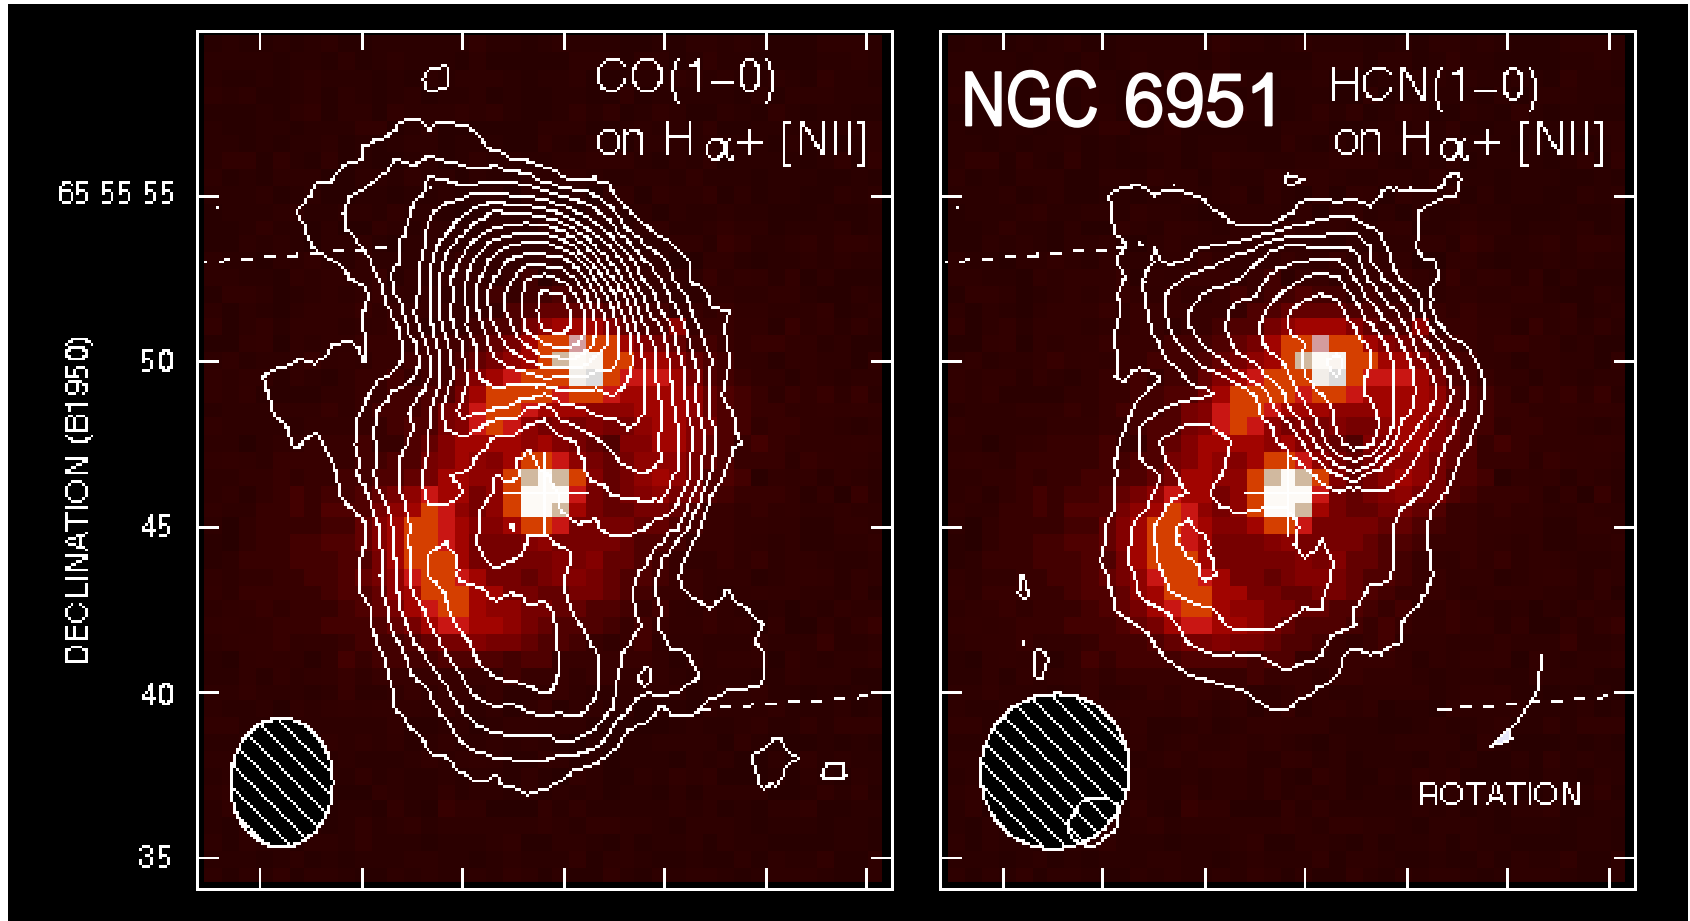 CO(1-0)
on Hα+ [NII]
NGC 6951
HCN(1-0)
on Hα+ [NII]
65 55 55
50
45
40
35
DECLINATION (B1950)
ROTATION